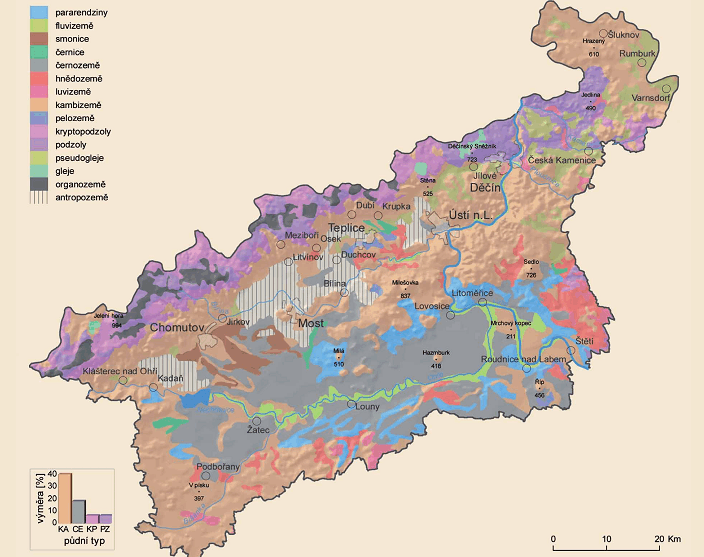 pararendziny
fluvizemě
smonice
černice
černozemě
hnědozemě
luvizemě
kambizemě
pelozemě
kryptopodzoly
podzoly
pseudogleje
gleje
organozemě
antropozemě
Šluknov
Hrazený
610
Rumburk
Varnsdorf
Jedlina
490
Děčínský Sněžník
723
Česká Kamenice
Jílové
Děčín
Stěna
525
Dubí
Krupka
Ústí n.L.
Teplice
Meziboří
Osek
Litvínov
Duchcov
Sedlo
726
Bílina
Milešovka
837
Litoměřice
Lovosice
Jelení hora
994
Jirkov
Chomutov
Most
Mrchový kopec
211
Štětí
Milá
510
Hazmburk
418
Roudnice nad Labem
Klášterec nad Ohří
Kadaň
Říp
456
Louny
Žatec
Podbořany
V písku
397
výměra [%]
40
30
20
10
0
KA CE KP PZ
půdní typ
0 10 20 Km